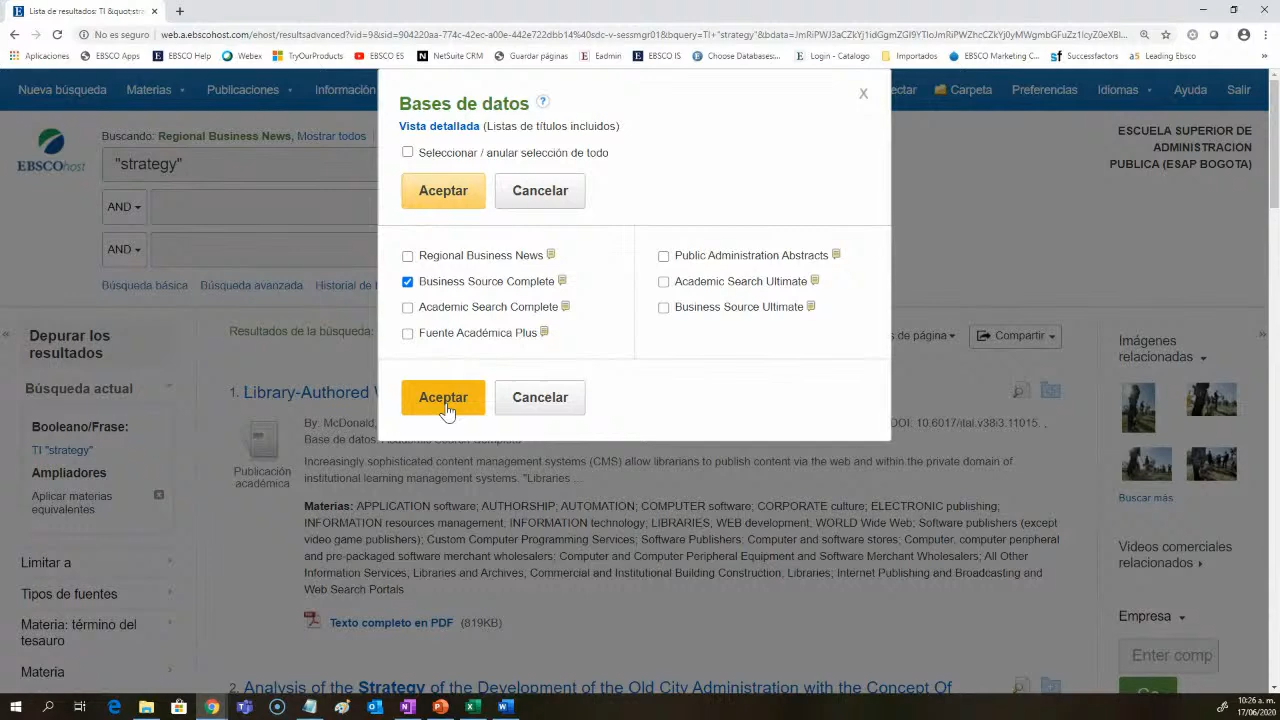 Lista de resultados: TI &quot;stra
No es seguro
web.a.ebscohost.com/ehost/resultsadvanced?vid=9&sid=904220aa-774c-42ec-a00e-442e722dbb14%40sdc-v-sessmgr01&bquery=TI+"strategy"
Aplicaciones
EBSCO Apps
EBSCO Help
Webex
TryOurProducts
EBSCO ES
NetSuite CRM
Guardar páginas
Eadmin
EBSCO IS
Choose Databases:...
Login - Catalogo
Importados
EBSCO Marketing C...
Successfactors
a5 Leading Ebsco
Nueva búsqueda
Materias
Publicaciones
Información
ectar
Carpeta
Preferencias
Idiomas
Ayuda
Salir
Bases de datos ?
X
Vista detallada (Listas de títulos incluidos)
Seleccionar / anular selección de todo
Aceptar
Cancelar
Regional Business News
Business Source Complete
Academic Search Complete
Fuente Académica Plus
Public Administration Abstracts
Academic Search Ultimate
Business Source Ultimate
Aceptar
Cancelar
EBSCOhost
Buscando: Regional Business News, Mostrar todos
"strategy"
AND
AND
Búsqueda básica
Búsqueda avanzada
Historial de
ESCUELA SUPERIOR DE
ADMINISTRACION
PUBLICA (ESAP BOGOTA)
Depurar los
resultados
Búsqueda actual
Booleano/Frase:
TI "strategy"
Ampliadores
Aplicar materias
equivalentes
Limitar a
Tipos de fuentes
Materia: término del
tesauro
Materia
Resultados de la búsqueda:
s de página
Compartir
1. Library-Authored W
By: McDonald,
DOI: 10.6017/ital.v38i3.11015. ,
Base de datos: Academic Search Complete
Publicación
académica
Increasingly sophisticated content management systems (CMS) allow librarians to publish content via the web and within the private domain of
institutional learning management systems. "Libraries ...
Materias: APPLICATION software; AUTHORSHIP; AUTOMATION; COMPUTER software; CORPORATE culture; ELECTRONIC publishing;
INFORMATION resources management; INFORMATION technology; LIBRARIES; WEB development; WORLD Wide Web; Software publishers (except
video game publishers); Custom Computer Programming Services; Software Publishers; Computer and software stores; Computer, computer peripheral
and pre-packaged software merchant wholesalers; Computer and Computer Peripheral Equipment and Software Merchant Wholesalers; All Other
Information Services; Libraries and Archives; Commercial and Institutional Building Construction; Libraries; Internet Publishing and Broadcasting and
Web Search Portals
Texto completo en PDF (819KB)
2. Analysis of the Strategy of the Development of the Old City Administration with the Concept Of
Imágenes
relacionadas
Buscar más
Videos comerciales
relacionados
Empresa
Enter comp
Go
10:26 a. m.
17/06/2020